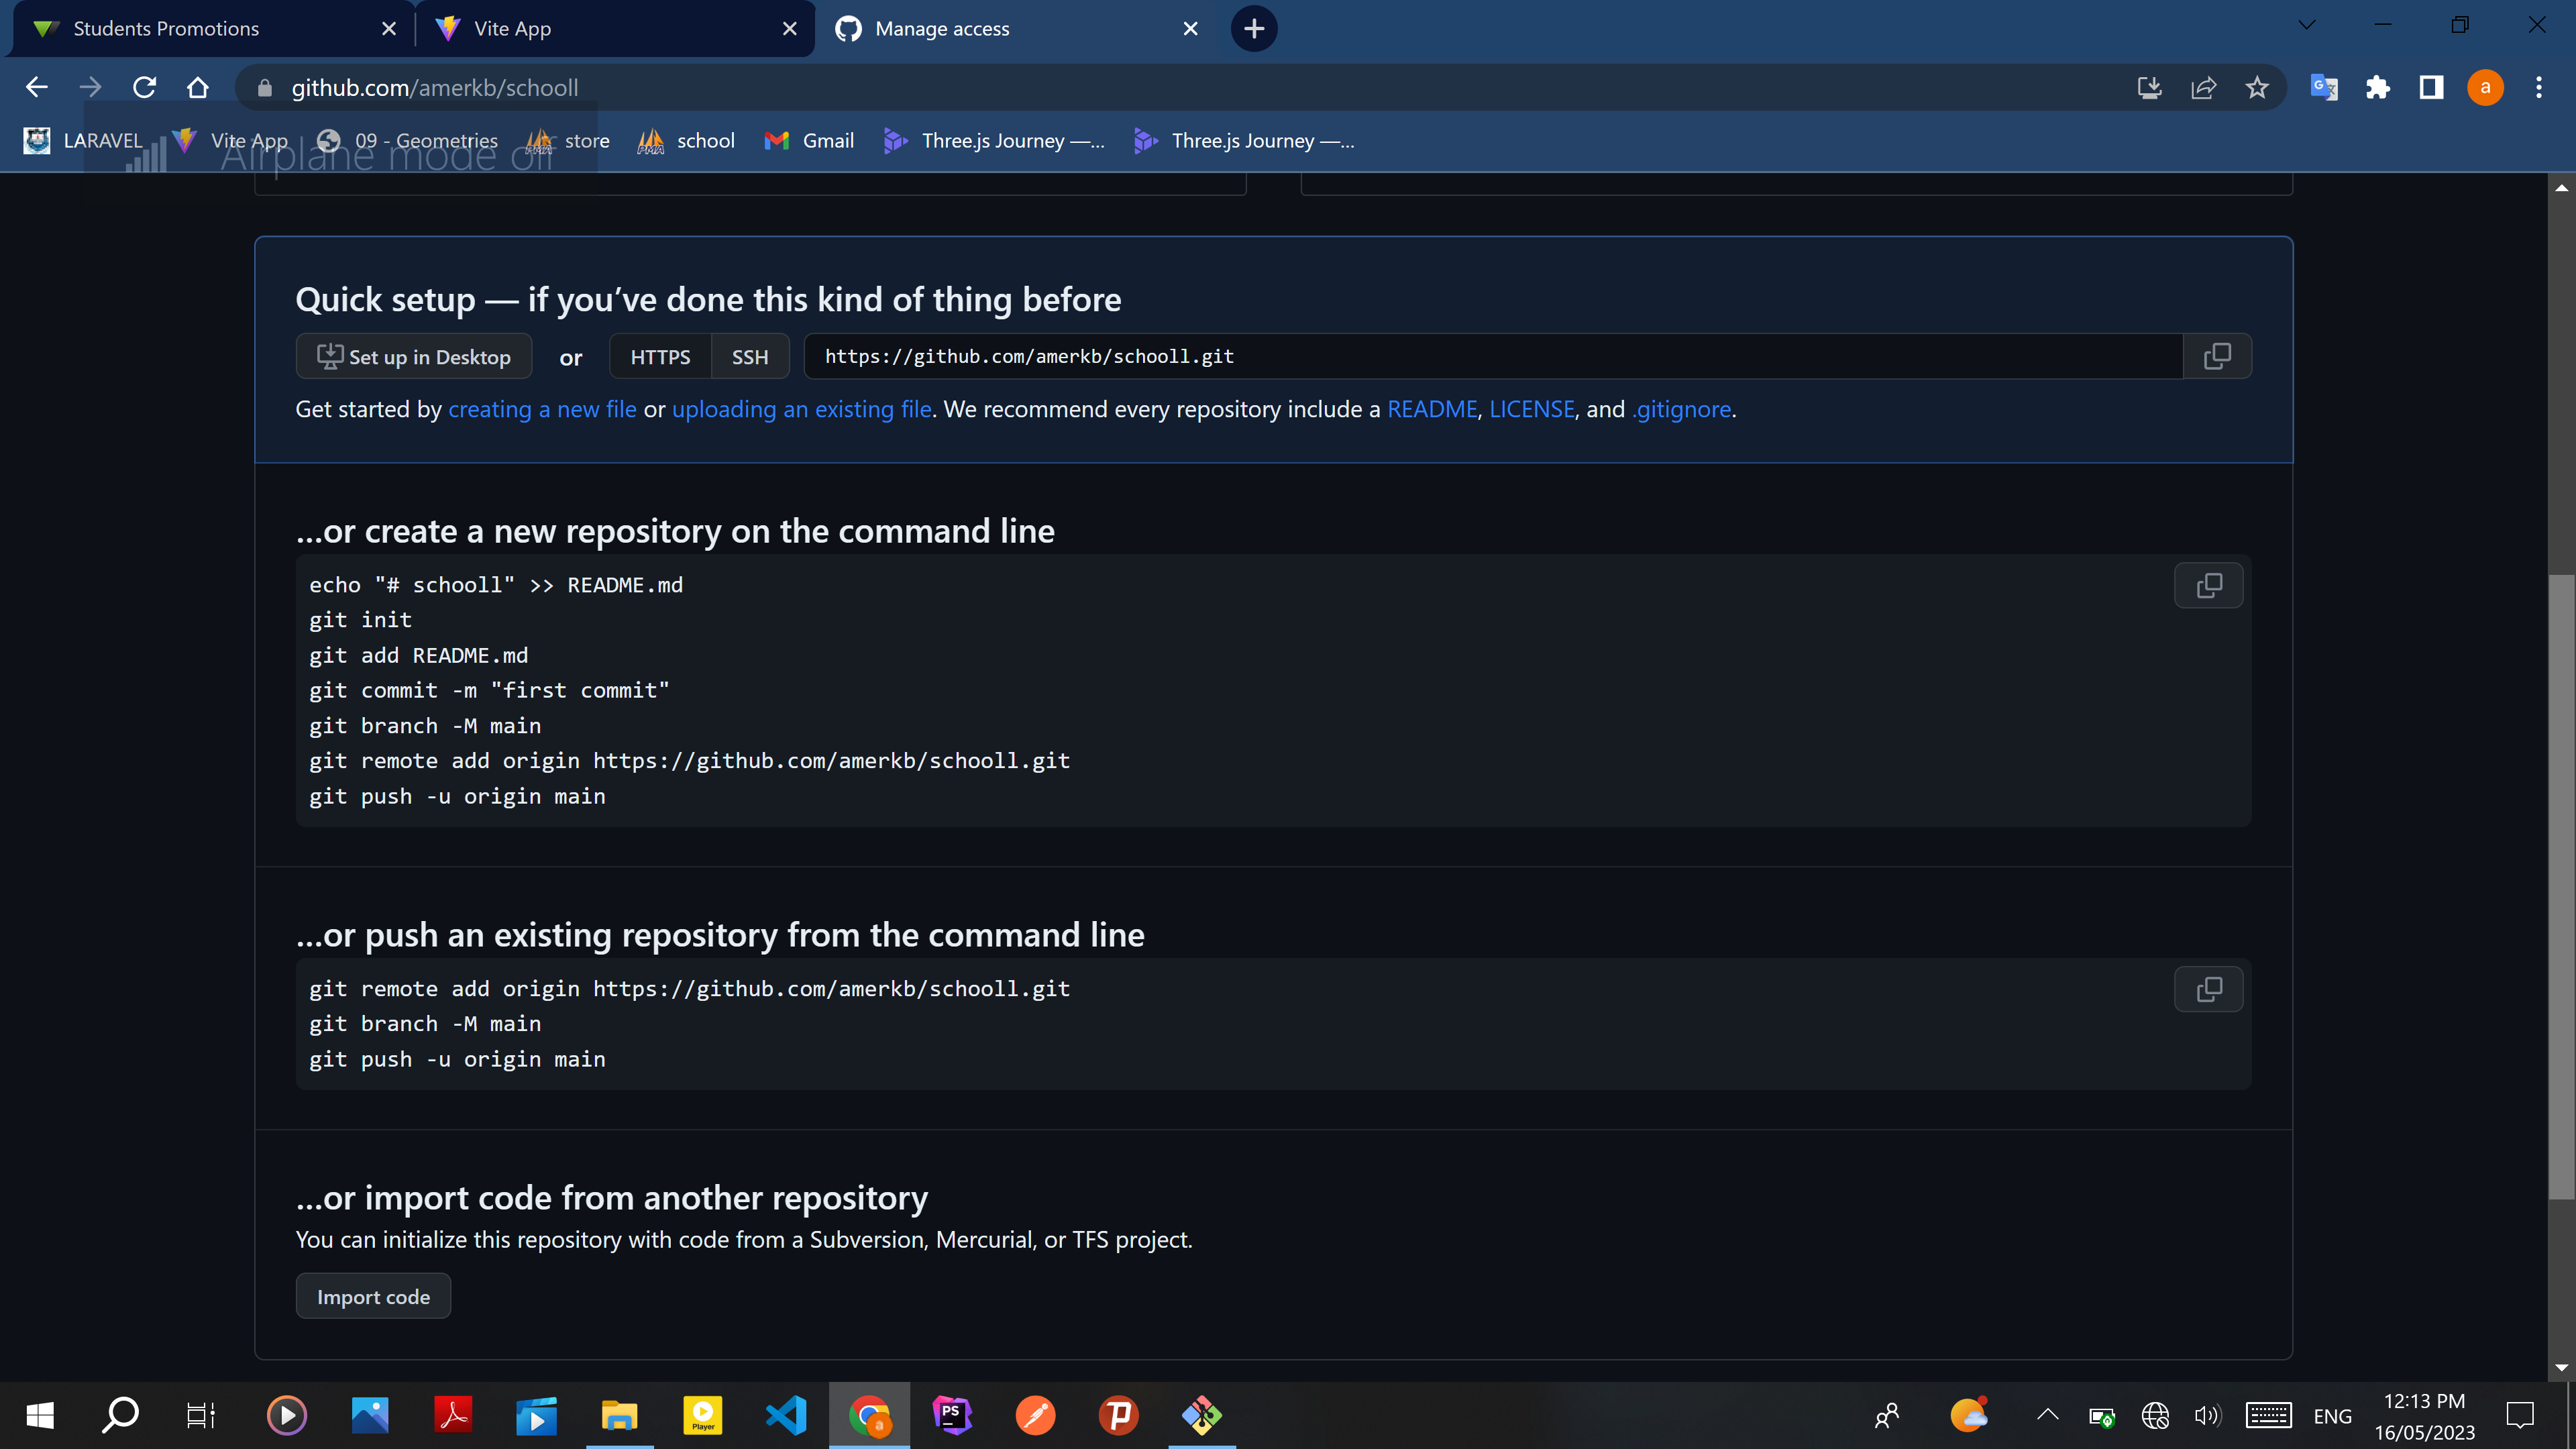 Students Promotions
Vite App
Manage access
github.com/amerkb/schooll
a
LARAVEL
Vite App
09 - Geometries
store
school
Gmail
Three.js Journey —...
Three.js Journey —...
Airplane mode off
Quick setup — if you’ve done this kind of thing before
Set up in Desktop or HTTPS SSH https://github.com/amerkb/schooll.git
Get started by creating a new file or uploading an existing file. We recommend every repository include a README, LICENSE, and .gitignore.
…or create a new repository on the command line
echo "# schooll" >> README.md
git init
git add README.md
git commit -m "first commit"
git branch -M main
git remote add origin https://github.com/amerkb/schooll.git
git push -u origin main
…or push an existing repository from the command line
git remote add origin https://github.com/amerkb/schooll.git
git branch -M main
git push -u origin main
…or import code from another repository
You can initialize this repository with code from a Subversion, Mercurial, or TFS project.
Import code
Player
PS
a
ENG
12:13 PM
16/05/2023